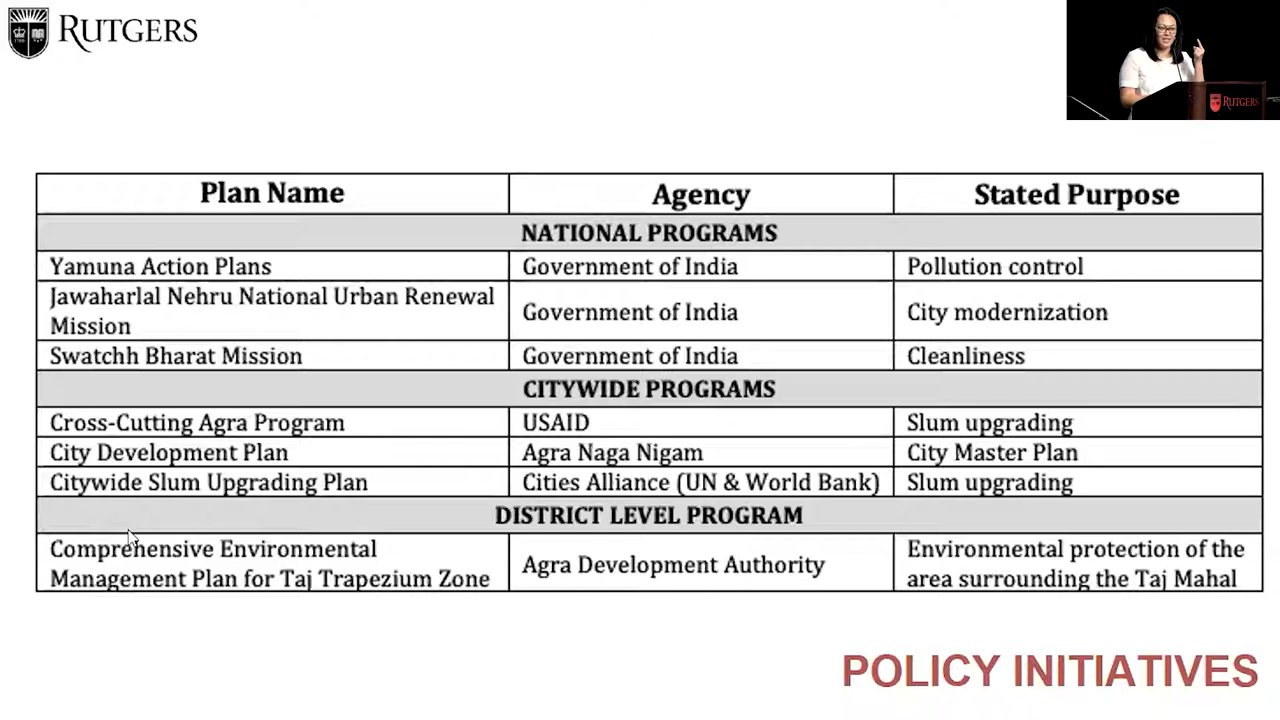 RUTGERS
RUTGERS
Plan Name Agency Stated Purpose
NATIONAL PROGRAMS
Yamuna Action Plans Government of India Pollution control
Jawaharlal Nehru National Urban Renewal
Mission Government of India City modernization
Swatchh Bharat Mission Government of India Cleanliness
CITYWIDE PROGRAMS
Cross-Cutting Agra Program USAID Slum upgrading
City Development Plan Agra Naga Nigam City Master Plan
Citywide Slum Upgrading Plan Cities Alliance (UN & World Bank) Slum upgrading
DISTRICT LEVEL PROGRAM
Comprehensive Environmental
Management Plan for Taj Trapezium Zone Agra Development Authority Environmental protection of the
area surrounding the Taj Mahal
POLICY INITIATIVES